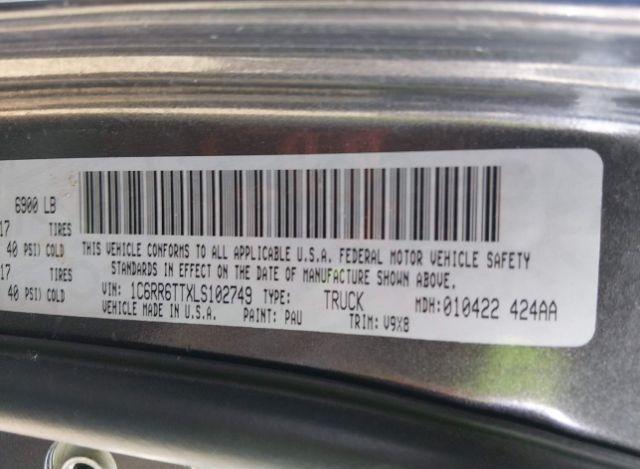 6900 LB
17 TIRES
40 PSI) COLD
17 TIRES
40 PSI) COLD
THIS VEHICLE CONFORMS TO ALL APPLICABLE U.S.A. FEDERAL MOTOR VEHICLE SAFETY
STANDARDS IN EFFECT ON THE DATE OF MANUFACTURE SHOWN ABOVE.
VIN: 1C6RR6TTXLS102749 TYPE: TRUCK MDH:010422 424AA
VEHICLE MADE IN U.S.A. PAINT: PAU TRIM: V9X8